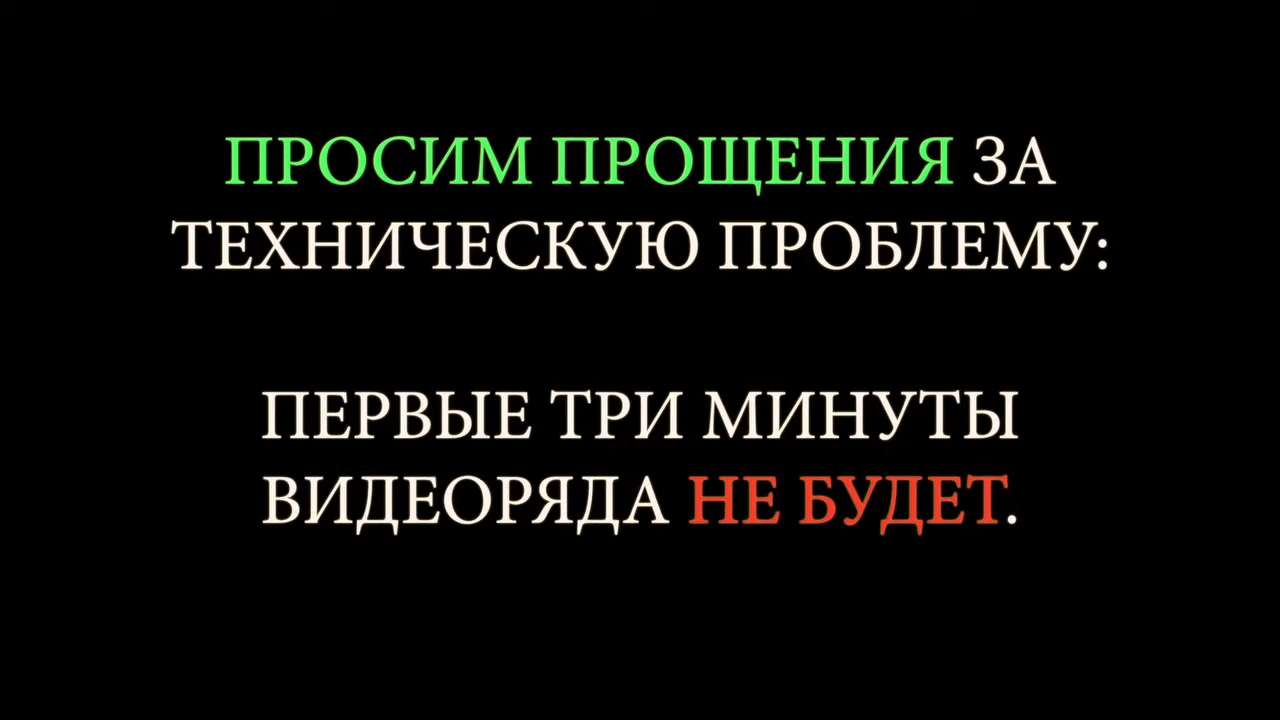 ПРОСИМ ПРОЩЕНИЯ ЗА
ТЕХНИЧЕСКУЮ ПРОБЛЕМУ:
ПЕРВЫЕ ТРИ МИНУТЫ
ВИДЕОРЯДА НЕ БУДЕТ.